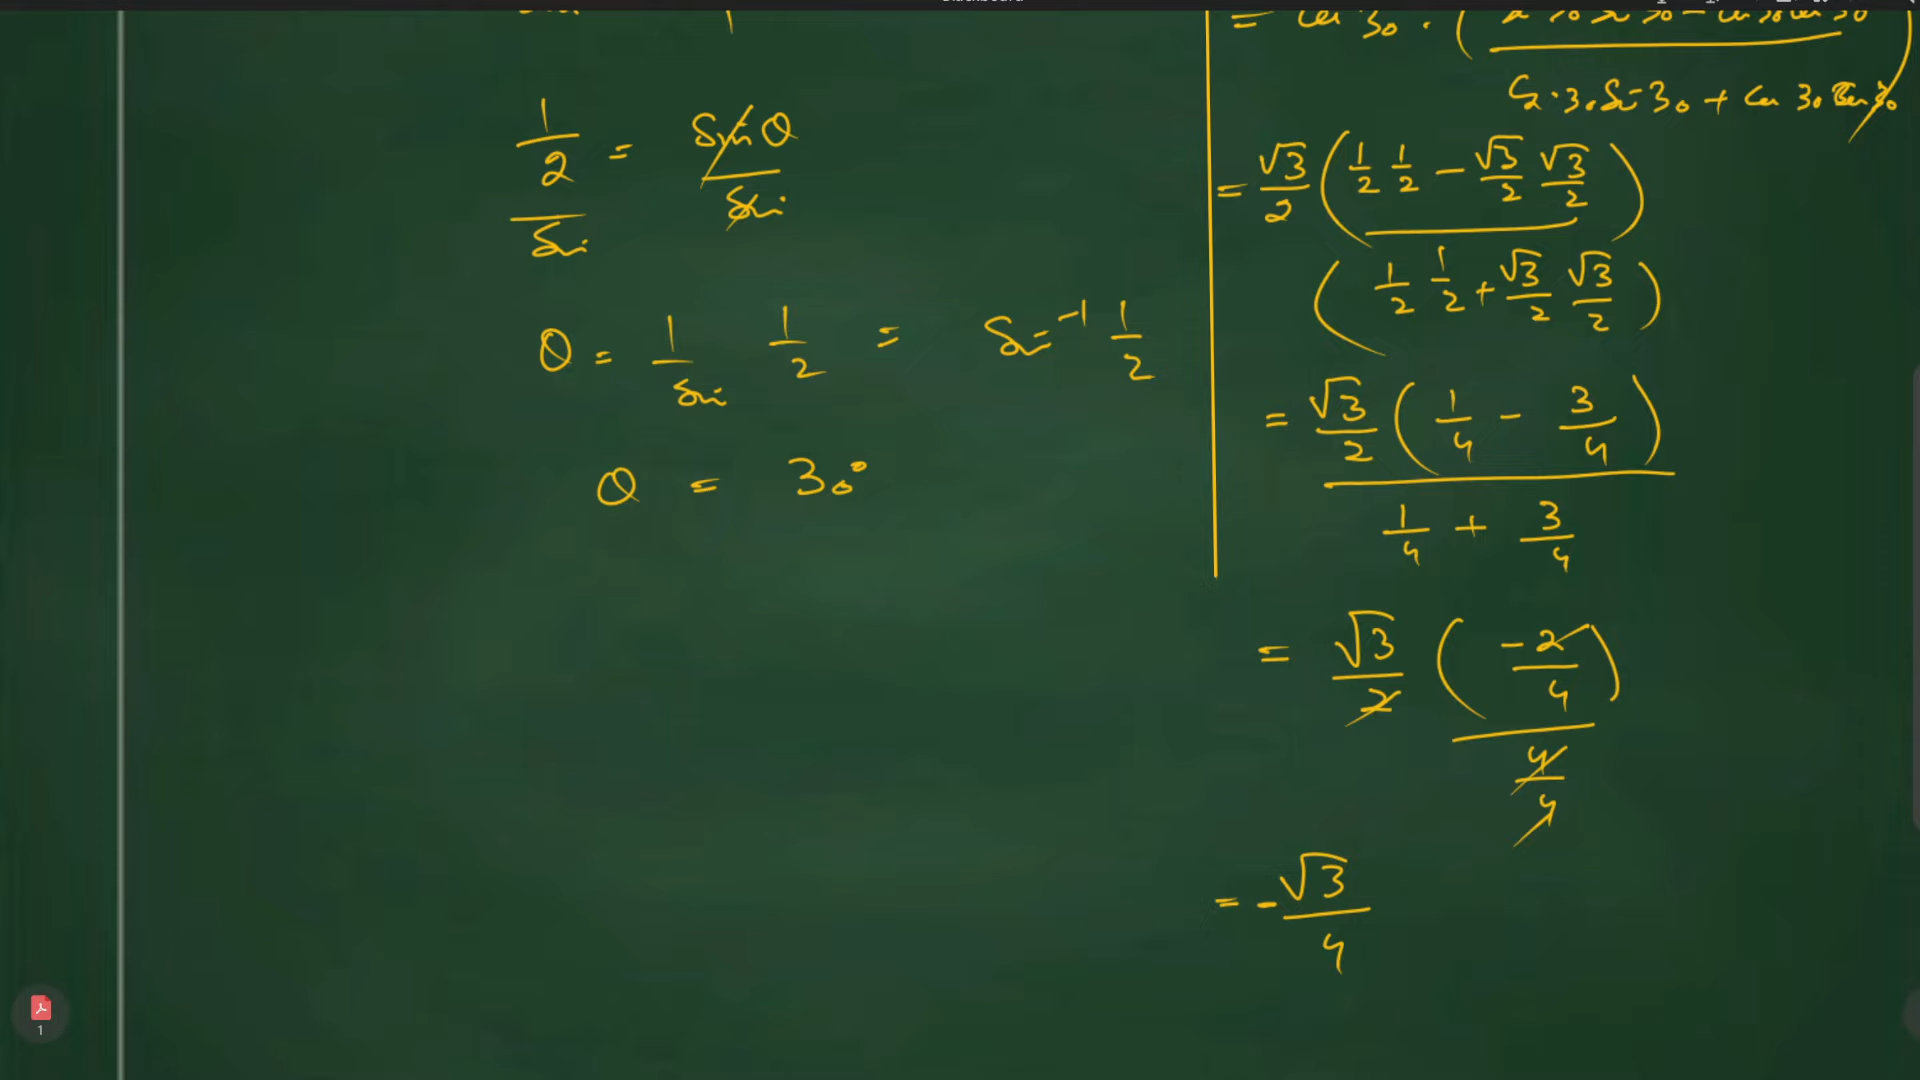 1/2 / Sin = Sin θ / Sin
θ = 1/Sin 1/2 = Sin⁻¹ 1/2
θ = 30°
= Cos 30 · (
Sin 30 Sin 30 + Cos 30 Cos 30
= √3/2 ( 1/2 1/2 − √3/2 √3/2 )
( 1/2 1/2 + √3/2 √3/2 )
= √3/2 ( 1/4 − 3/4 )
1/4 + 3/4
= √3/2 ( −2/4 )
4/4
= −√3/4
1